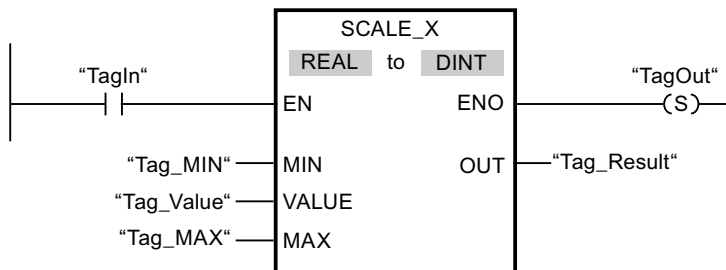 SCALE_X
REAL to DINT
“TagIn“ “TagOut“
EN ENO (S)
“Tag_MIN“ MIN OUT “Tag_Result“
“Tag_Value“ VALUE
“Tag_MAX“ MAX